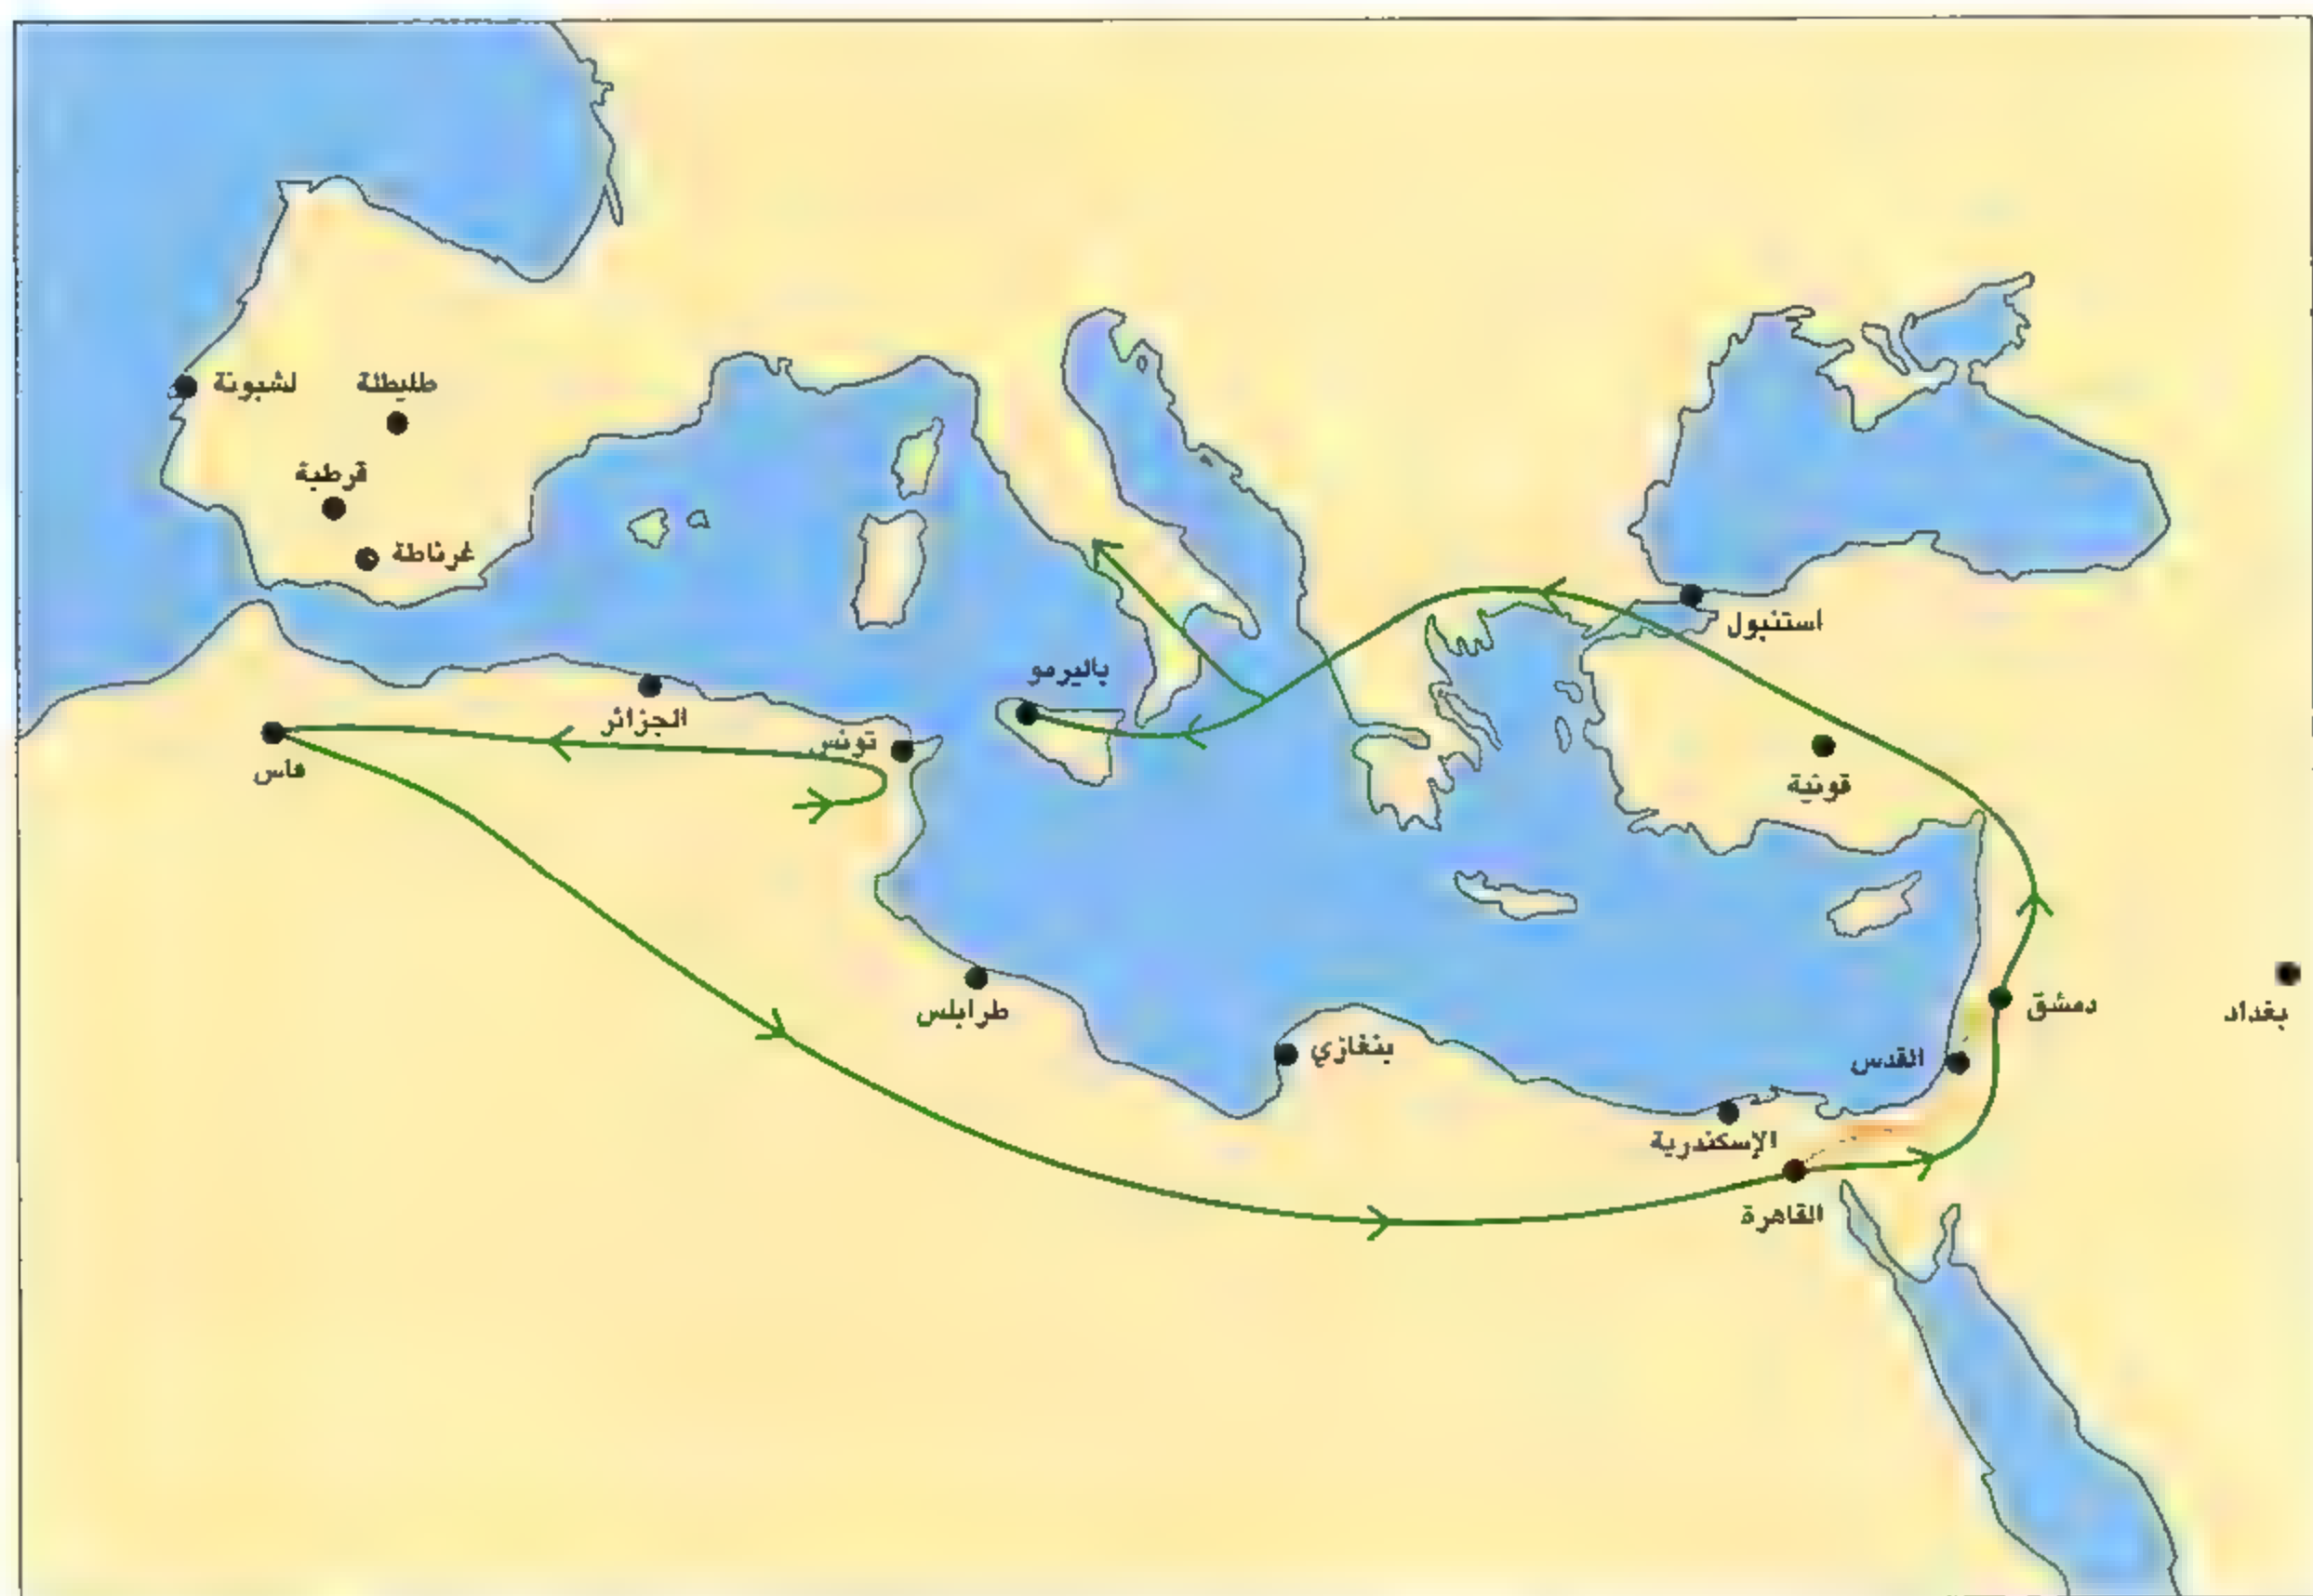 لشبونة
طليطلة
قرطبة
غرناطة
استنبول
باليرمو
الجزائر
تونس
فاس
قونية
طرابلس
بنغازي
دمشق
بغداد
القدس
الإسكندرية
القاهرة